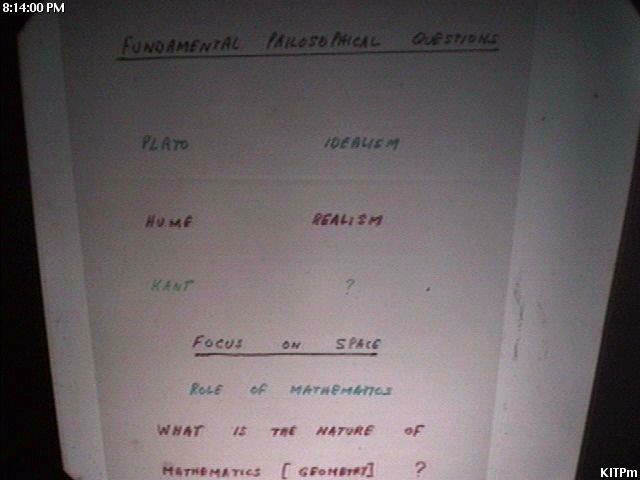 8:14:00 PM
FUNDAMENTAL PHILOSOPHICAL QUESTIONS
PLATO IDEALISM
HUME REALISM
KANT ?
FOCUS ON SPACE
ROLE OF MATHEMATICS
WHAT IS THE NATURE OF
MATHEMATICS [GEOMETRY] ?
KITPm